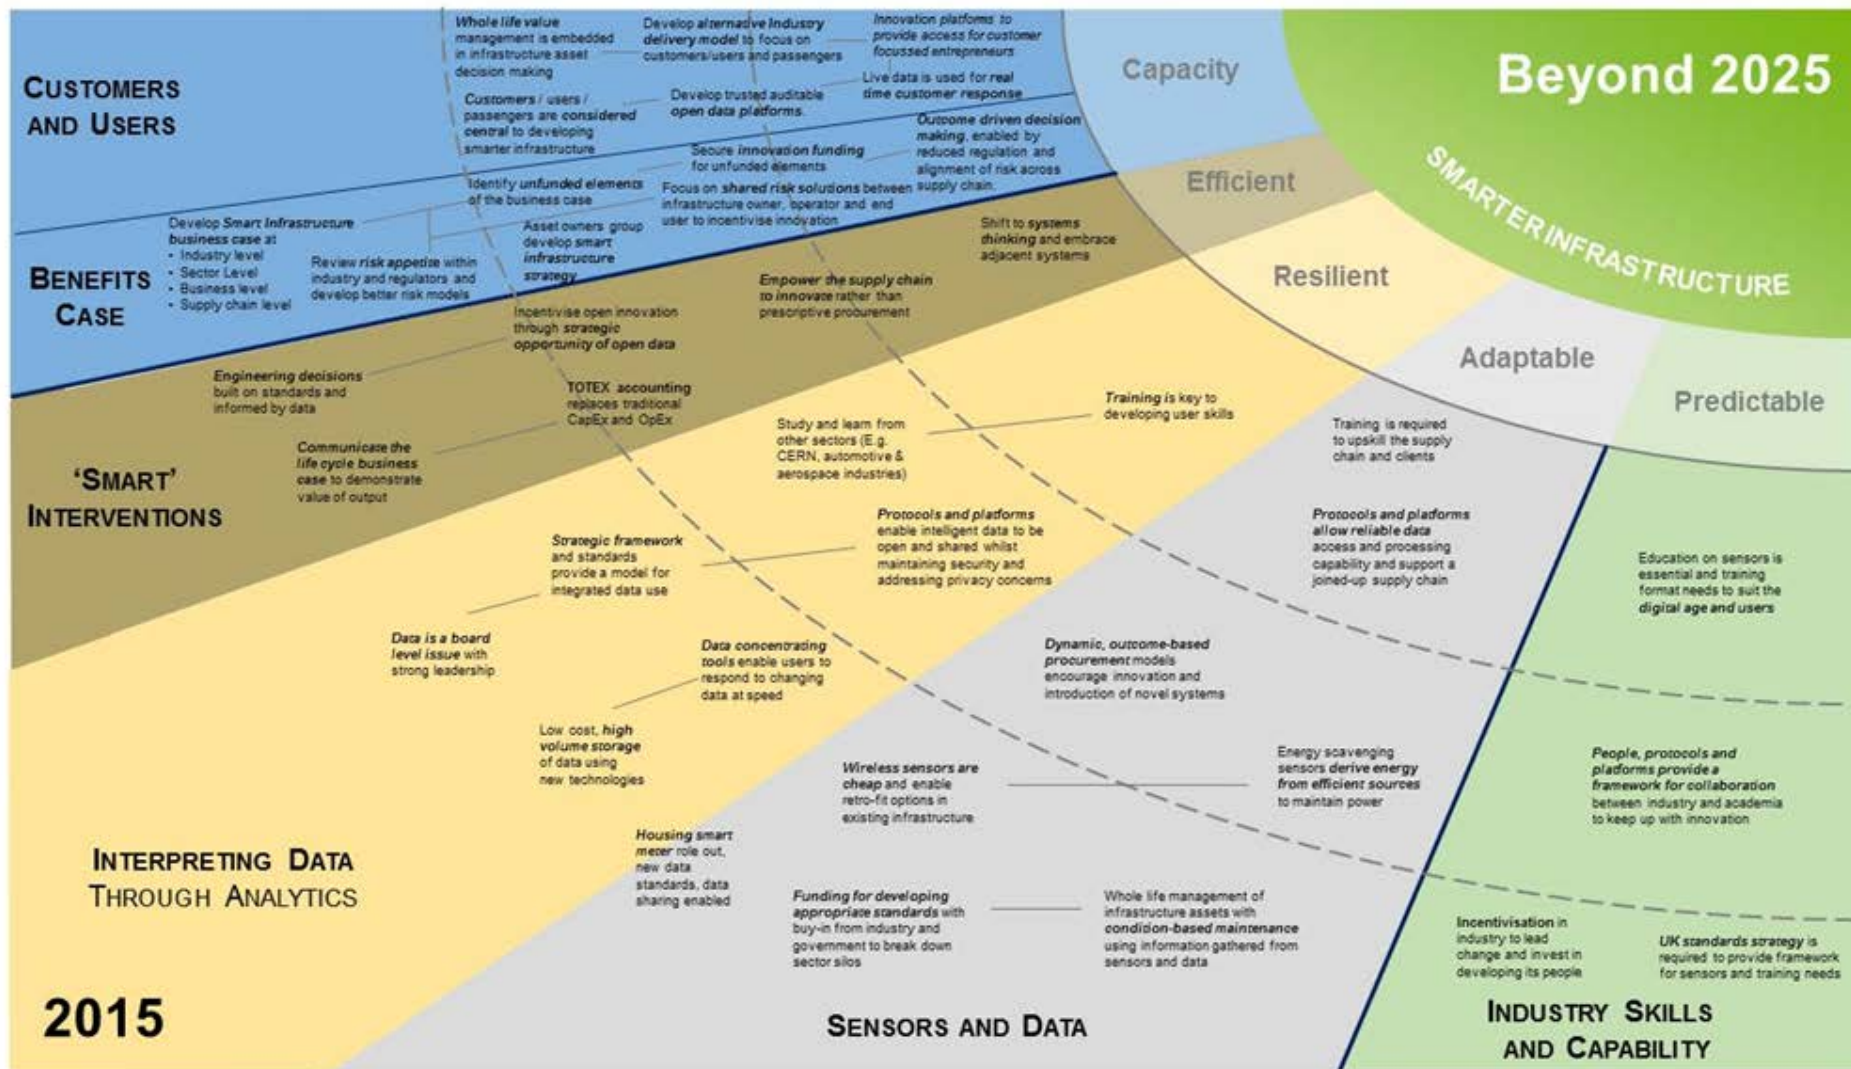 CUSTOMERS
AND USERS
Whole life value
management is embedded
in infrastructure asset
decision making
Develop alternative Industry
delivery model to focus on
customers/users and passengers
Innovation platforms to
provide access for customer
focussed entrepreneurs
Customers / users /
passengers are considered
central to developing
smarter infrastructure
Develop trusted auditable
open data platforms.
Live data is used for real
time customer response
Capacity
Beyond 2025
SMARTER INFRASTRUCTURE
BENEFITS
CASE
Develop Smart Infrastructure
business case at
• Industry level
• Sector Level
• Business level
• Supply chain level
Review risk appetite within
industry and regulators and
develop better risk models
Identify unfunded elements
of the business case
Asset owners group
develop smart
infrastructure
strategy
Secure innovation funding
for unfunded elements
Focus on shared risk solutions between
infrastructure owner, operator and end
user to incentivise innovation
Outcome driven decision
making, enabled by
reduced regulation and
alignment of risk across
supply chain.
Efficient
'SMART'
INTERVENTIONS
Engineering decisions
built on standards and
informed by data
Incentivise open innovation
through strategic
opportunity of open data
Communicate the
life cycle business
case to demonstrate
value of output
TOTEX accounting
replaces traditional
CapEx and OpEx
Empower the supply chain
to innovate rather than
prescriptive procurement
Shift to systems
thinking and embrace
adjacent systems
Resilient
INTERPRETING DATA
THROUGH ANALYTICS
Data is a board
level issue with
strong leadership
Strategic framework
and standards
provide a model for
integrated data use
Protocols and platforms
enable intelligent data to be
open and shared whilst
maintaining security and
addressing privacy concerns
Study and learn from
other sectors (E.g.
CERN, automotive &
aerospace industries)
Training is key to
developing user skills
Low cost, high
volume storage
of data using
new technologies
Data concentrating
tools enable users to
respond to changing
data at speed
Adaptable
Housing smart
meter role out,
new data
standards, data
sharing enabled
Wireless sensors are
cheap and enable
retro-fit options in
existing infrastructure
Energy scavenging
sensors derive energy
from efficient sources
to maintain power
Funding for developing
appropriate standards with
buy-in from industry and
government to break down
sector silos
Whole life management of
infrastructure assets with
condition-based maintenance
using information gathered from
sensors and data
Dynamic, outcome-based
procurement models
encourage innovation and
introduction of novel systems
Protocols and platforms
allow reliable data
access and processing
capability and support a
joined-up supply chain
Training is required
to upskill the supply
chain and clients
SENSORS AND DATA
Predictable
Education on sensors is
essential and training
format needs to suit the
digital age and users
People, protocols and
platforms provide a
framework for collaboration
between industry and academia
to keep up with innovation
Incentivisation in
industry to lead
change and invest in
developing its people
UK standards strategy is
required to provide framework
for sensors and training needs
INDUSTRY SKILLS
AND CAPABILITY
2015